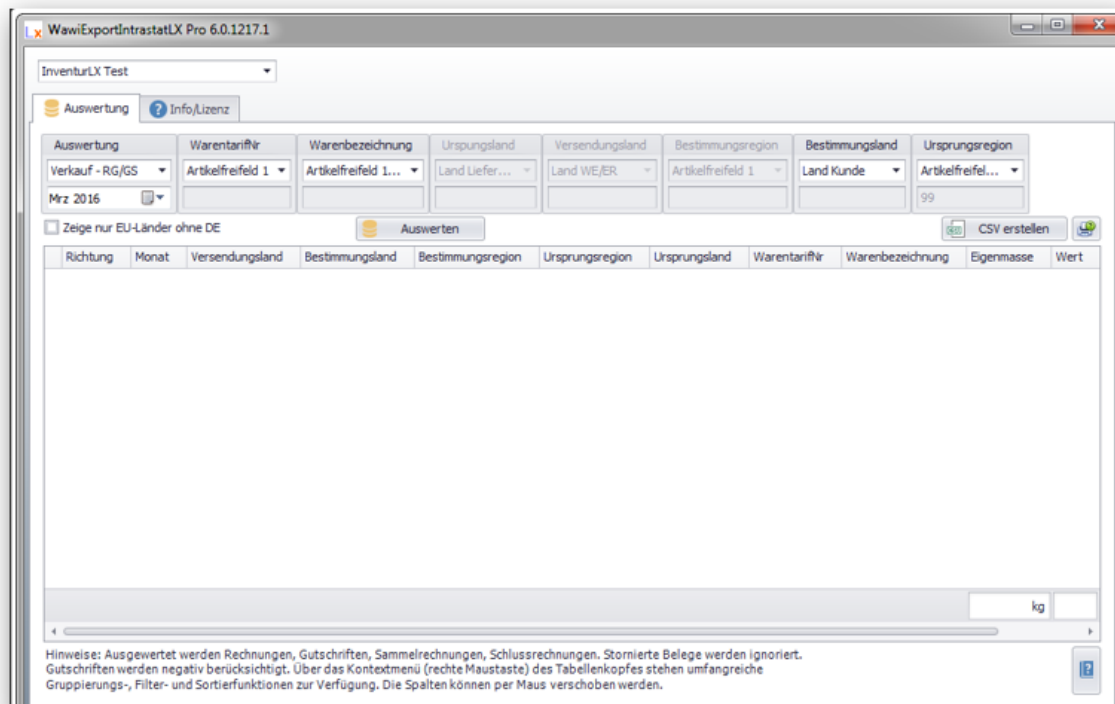 Lx WawiExportIntrastatLX Pro 6.0.1217.1
InventurLX Test
Auswertung Info/Lizenz
Auswertung WarentarifNr Warenbezeichnung Urspungsland Versendungsland Bestimmungsregion Bestimmungsland Ursprungsregion
Verkauf - RG/GS Artikelfreifeld 1 Artikelfreifeld 1... Land Liefer... Land WE/ER Artikelfreifeld 1 Land Kunde Artikelfreifel...
Mrz 2016 99
Zeige nur EU-Länder ohne DE Auswerten CSV erstellen
Richtung Monat Versendungsland Bestimmungsland Bestimmungsregion Ursprungsregion Ursprungsland WarentarifNr Warenbezeichnung Eigenmasse Wert
kg
Hinweise: Ausgewertet werden Rechnungen, Gutschriften, Sammelrechnungen, Schlussrechnungen. Stornierte Belege werden ignoriert.
Gutschriften werden negativ berücksichtigt. Über das Kontextmenü (rechte Maustaste) des Tabellenkopfes stehen umfangreiche
Gruppierungs-, Filter- und Sortierfunktionen zur Verfügung. Die Spalten können per Maus verschoben werden.